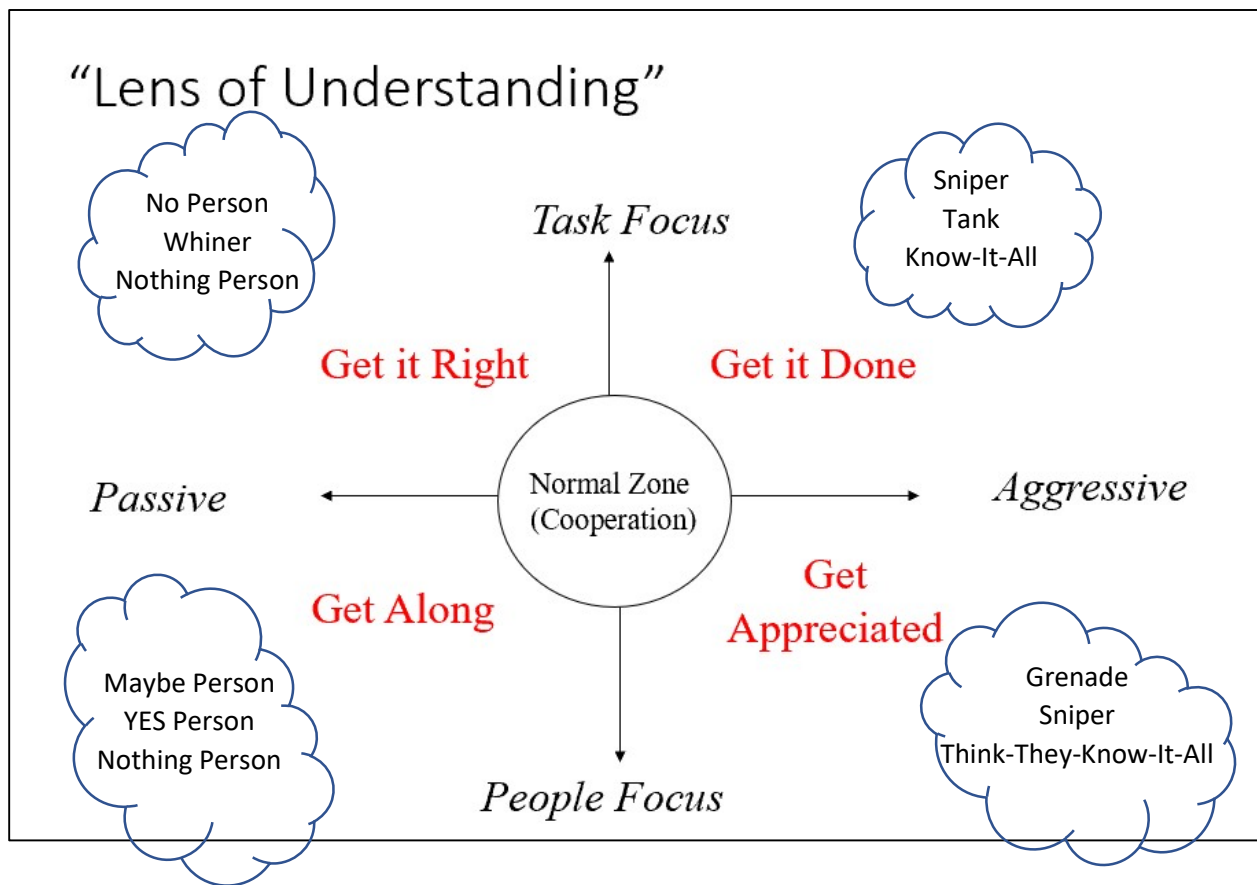 “Lens of Understanding”
No Person
Whiner
Nothing Person
Task Focus
Sniper
Tank
Know-It-All
Get it Right
Get it Done
Passive
Normal Zone
(Cooperation)
Aggressive
Get Along
Get
Appreciated
Maybe Person
YES Person
Nothing Person
People Focus
Grenade
Sniper
Think-They-Know-It-All